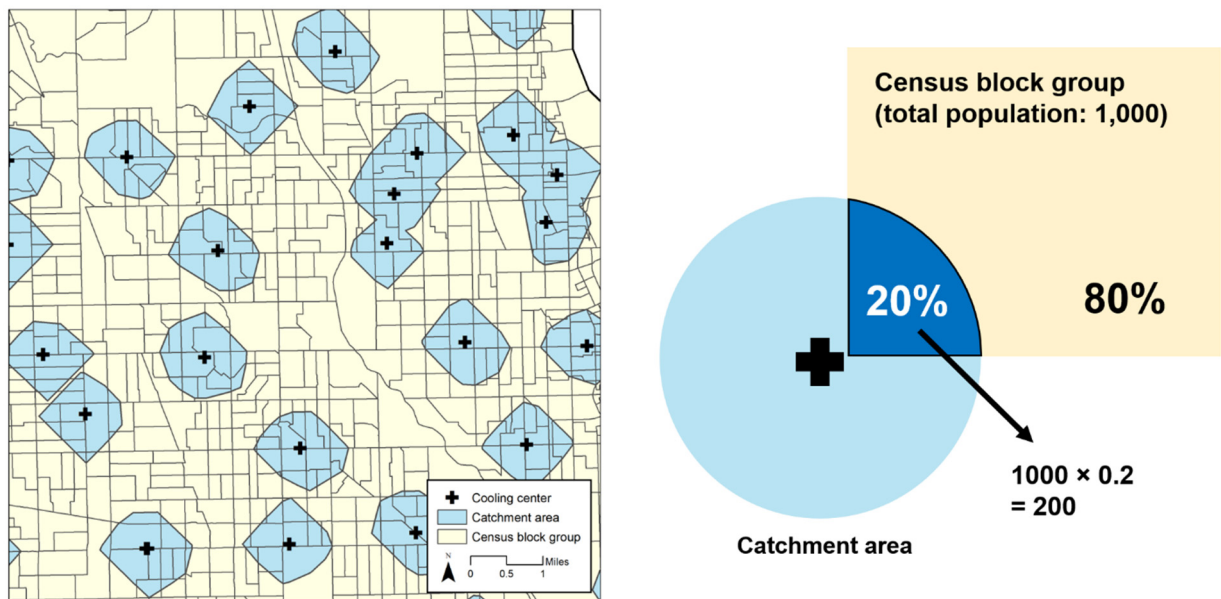 Cooling center
Catchment area
Census block group
N
Miles
0 0.5 1
Census block group
(total population: 1,000)
20%
80%
1000 × 0.2
= 200
Catchment area